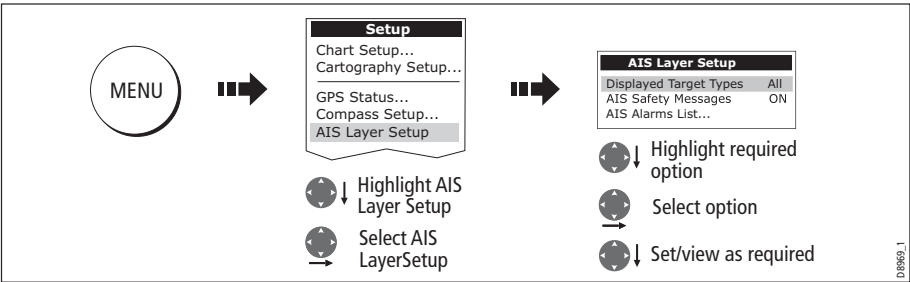 MENU
Setup
Chart Setup...
Cartography Setup...
GPS Status...
Compass Setup...
AIS Layer Setup
Highlight AIS
Layer Setup
Select AIS
LayerSetup
AIS Layer Setup
Displayed Target Types All
AIS Safety Messages ON
AIS Alarms List...
Highlight required
option
Select option
Set/view as required
D8969_1